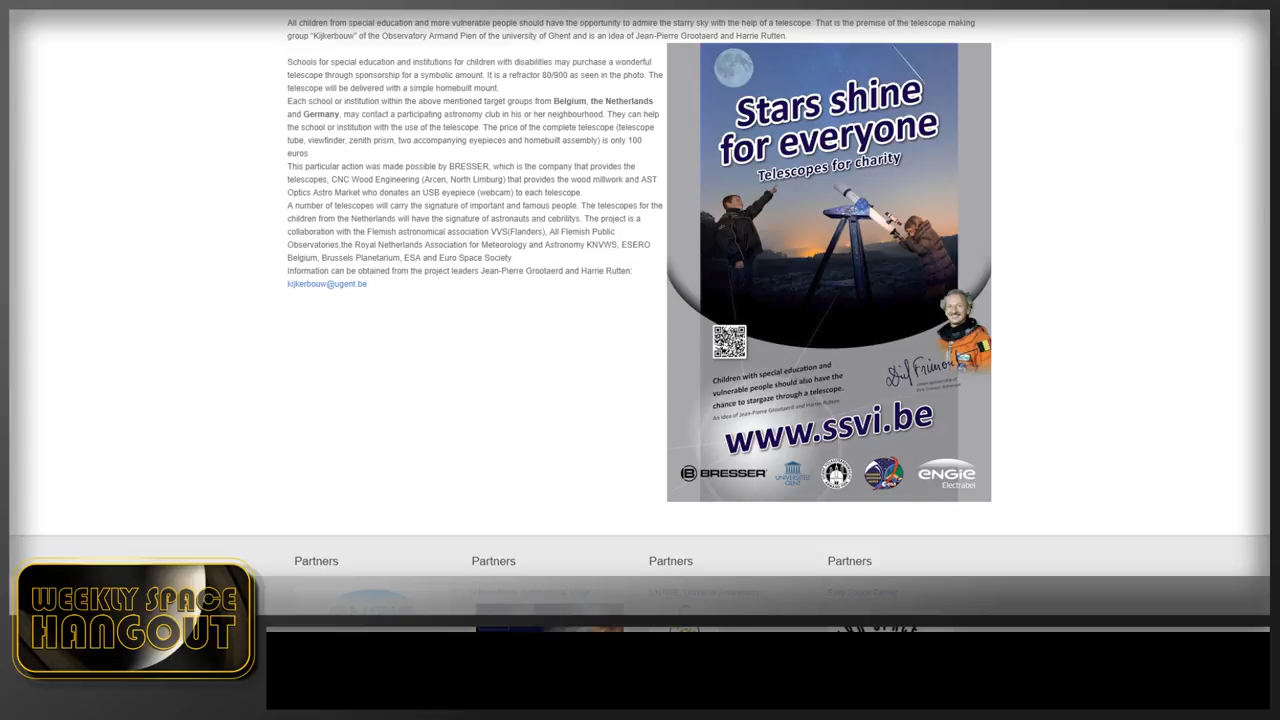 All children from special education and more vulnerable people should have the opportunity to admire the starry sky with the help of a telescope. That is the premise of the telescope making
group “Kijkerbouw” of the Observatory Armand Pien of the university of Ghent and is an idea of Jean-Pierre Grootaerd and Harrie Rutten.
Schools for special education and institutions for children with disabilities may purchase a wonderful
telescope through sponsorship for a symbolic amount. It is a refractor 80/900 as seen in the photo. The
telescope will be delivered with a simple homebuilt mount.
Each school or institution within the above mentioned target groups from Belgium, the Netherlands
and Germany, may contact a participating astronomy club in his or her neighbourhood. They can help
the school or institution with the use of the telescope. The price of the complete telescope (telescope
tube, viewfinder, zenith prism, two accompanying eyepieces and homebuilt assembly) is only 100
euros.
This particular action was made possible by BRESSER, which is the company that provides the
telescopes, CNC Wood Engineering (Arcen, North Limburg) that provides the wood millwork and AST
Optics Astro Market who donates an USB eyepiece (webcam) to each telescope.
A number of telescopes will carry the signature of important and famous people. The telescopes for the
children from the Netherlands will have the signature of astronauts and cebrilitys. The project is a
collaboration with the Flemish astronomical association VVS(Flanders), All Flemish Public
Observatories,the Royal Netherlands Association for Meteorology and Astronomy KNVWS, ESERO
Belgium, Brussels Planetarium, ESA and Euro Space Society.
Information can be obtained from the project leaders Jean-Pierre Grootaerd and Harrie Rutten:
kijkerbouw@ugent.be
Stars shine
for everyone
Telescopes for charity
Children with special education and
vulnerable people should also have the
chance to stargaze through a telescope.
An idea of Jean-Pierre Grootaerd and Harrie Rutten
www.ssvi.be
BRESSER
UNIVERSITEIT
GENT
ENGIE
Electrabel
Partners
Partners
Partners
Partners
WEEKLY SPACE
HANGOUT